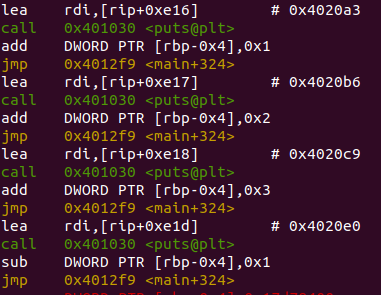 lea rdi,[rip+0xe16] # 0x4020a3
call 0x401030 <puts@plt>
add DWORD PTR [rbp-0x4],0x1
jmp 0x4012f9 <main+324>
lea rdi,[rip+0xe17] # 0x4020b6
call 0x401030 <puts@plt>
add DWORD PTR [rbp-0x4],0x2
jmp 0x4012f9 <main+324>
lea rdi,[rip+0xe18] # 0x4020c9
call 0x401030 <puts@plt>
add DWORD PTR [rbp-0x4],0x3
jmp 0x4012f9 <main+324>
lea rdi,[rip+0xe1d] # 0x4020e0
call 0x401030 <puts@plt>
sub DWORD PTR [rbp-0x4],0x1
jmp 0x4012f9 <main+324>